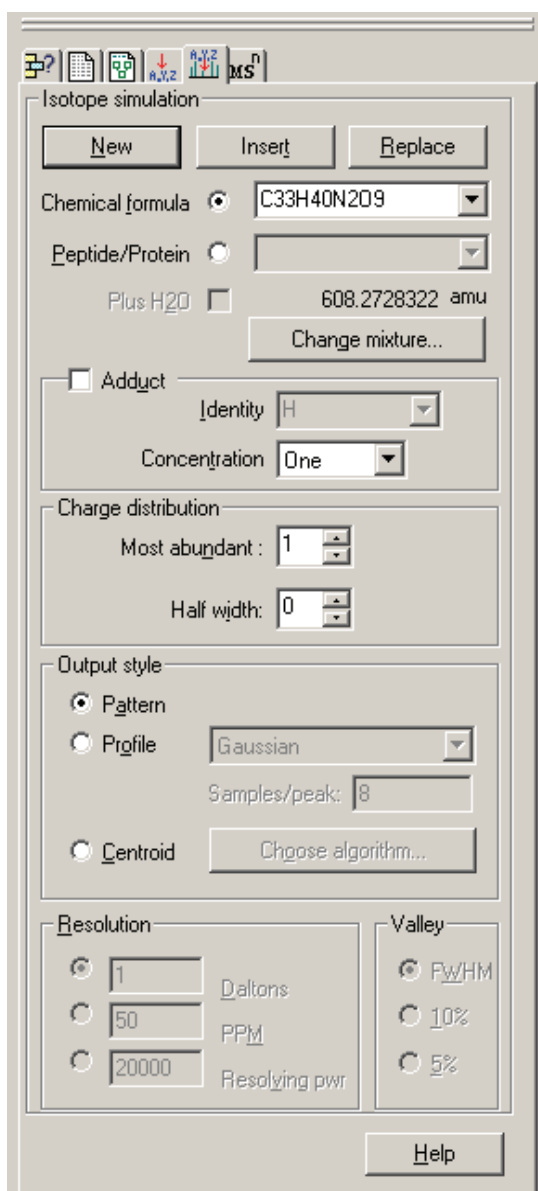 A,Y,Z A,Y,Z MSn
Isotope simulation
New Insert Replace
Chemical formula C33H40N2O9
Peptide/Protein
Plus H2O 608.2728322 amu
Change mixture...
Adduct
Identity H
Concentration One
Charge distribution
Most abundant : 1
Half width: 0
Output style
Pattern
Profile Gaussian
Samples/peak: 8
Centroid Choose algorithm...
Resolution Valley
1 Daltons FWHM
50 PPM 10%
20000 Resolving pwr 5%
Help